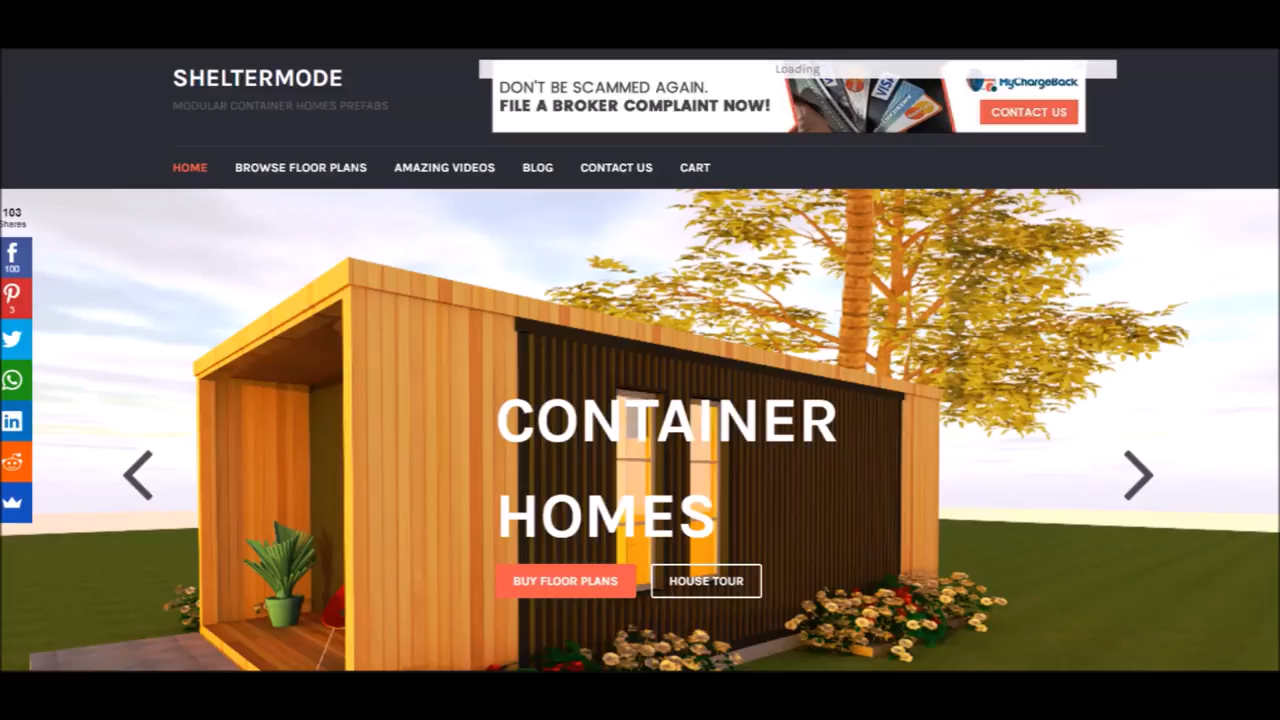 SHELTERMODE
MODULAR CONTAINER HOMES PREFABS
Loading
DON'T BE SCAMMED AGAIN.
FILE A BROKER COMPLAINT NOW!
VISA
MyChargeBack
CONTACT US
HOME BROWSE FLOOR PLANS AMAZING VIDEOS BLOG CONTACT US CART
103
Shares
100
3
CONTAINER
HOMES
BUY FLOOR PLANS HOUSE TOUR